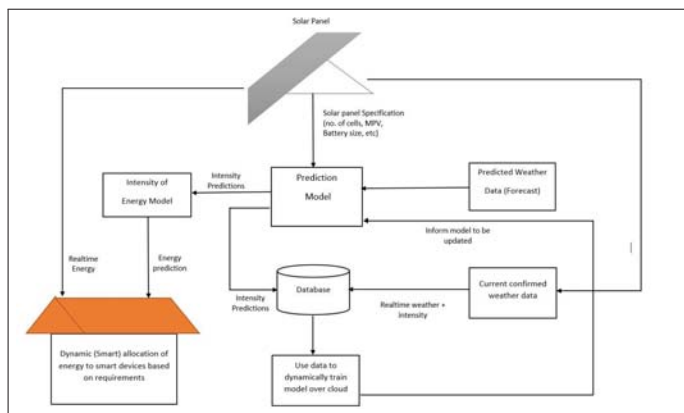 Solar Panel
Solar panel Specification
(no. of cells, MPV,
Battery size, etc)
Intensity
Predictions
Intensity of
Energy Model
Prediction
Model
Predicted Weather
Data (Forecast)
Inform model to be
updated
Realtime
Energy
Energy
prediction
Intensity
Predictions
Database
Realtime weather +
intensity
Current confirmed
weather data
Dynamic (Smart) allocation of
energy to smart devices based
on requirements
Use data to
dynamically train
model over cloud